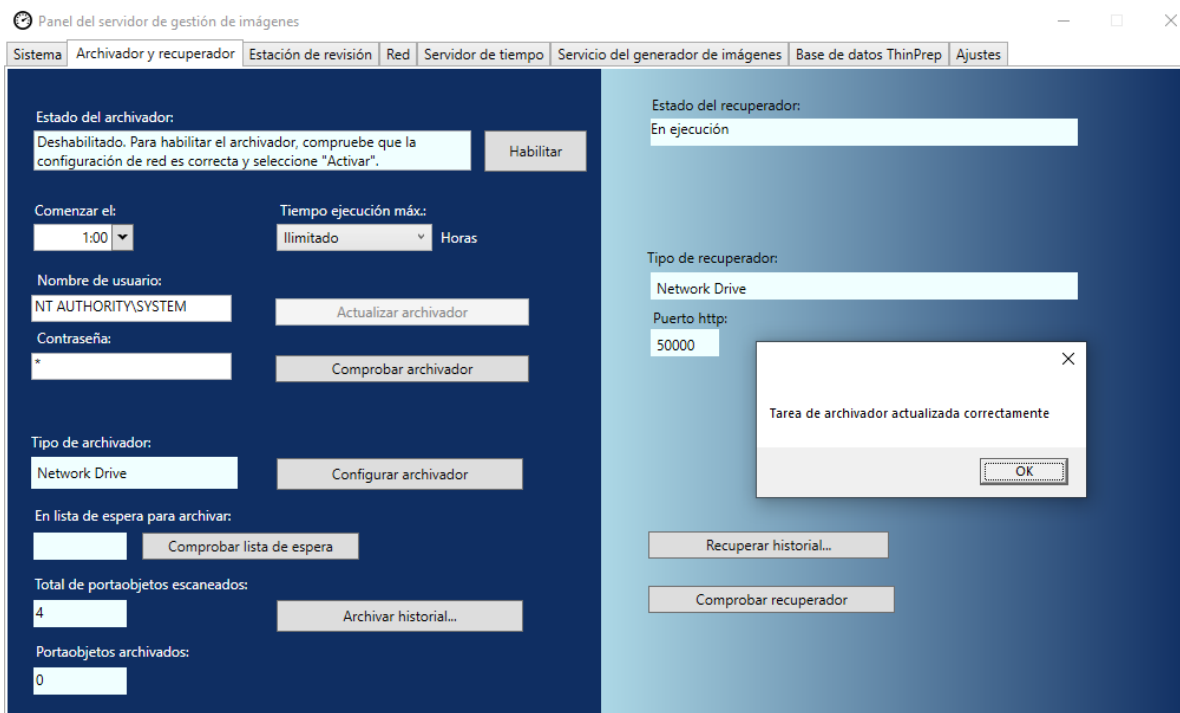 Panel del servidor de gestión de imágenes
Sistema
Archivador y recuperador
Estación de revisión
Red
Servidor de tiempo
Servicio del generador de imágenes
Base de datos ThinPrep
Ajustes
Estado del archivador:
Deshabilitado. Para habilitar el archivador, compruebe que la
configuración de red es correcta y seleccione "Activar".
Habilitar
Comenzar el:
Tiempo ejecución máx.:
1:00
Ilimitado
Horas
Nombre de usuario:
NT AUTHORITY\SYSTEM
Actualizar archivador
Contraseña:
*
Comprobar archivador
Tipo de archivador:
Network Drive
Configurar archivador
En lista de espera para archivar:
Comprobar lista de espera
Total de portaobjetos escaneados:
4
Archivar historial...
Portaobjetos archivados:
0
Estado del recuperador:
En ejecución
Tipo de recuperador:
Network Drive
Puerto http:
50000
Tarea de archivador actualizada correctamente
OK
Recuperar historial...
Comprobar recuperador